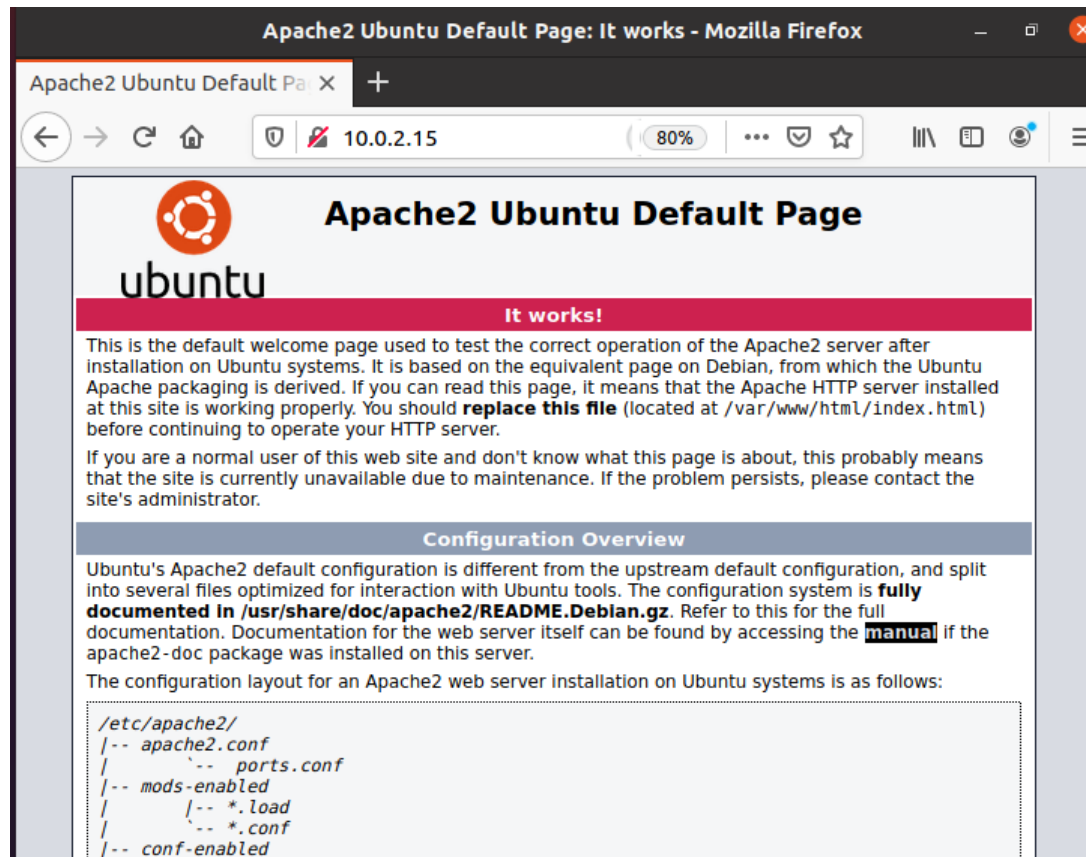 Apache2 Ubuntu Default Page: It works - Mozilla Firefox
Apache2 Ubuntu Default Pa
10.0.2.15
80%
ubuntu
Apache2 Ubuntu Default Page
It works!
This is the default welcome page used to test the correct operation of the Apache2 server after
installation on Ubuntu systems. It is based on the equivalent page on Debian, from which the Ubuntu
Apache packaging is derived. If you can read this page, it means that the Apache HTTP server installed
at this site is working properly. You should replace this file (located at /var/www/html/index.html)
before continuing to operate your HTTP server.
If you are a normal user of this web site and don't know what this page is about, this probably means
that the site is currently unavailable due to maintenance. If the problem persists, please contact the
site's administrator.
Configuration Overview
Ubuntu's Apache2 default configuration is different from the upstream default configuration, and split
into several files optimized for interaction with Ubuntu tools. The configuration system is fully
documented in /usr/share/doc/apache2/README.Debian.gz. Refer to this for the full
documentation. Documentation for the web server itself can be found by accessing the manual if the
apache2-doc package was installed on this server.
The configuration layout for an Apache2 web server installation on Ubuntu systems is as follows:
/etc/apache2/
|-- apache2.conf
|       `--  ports.conf
|-- mods-enabled
|       |-- *.load
|       `-- *.conf
|-- conf-enabled